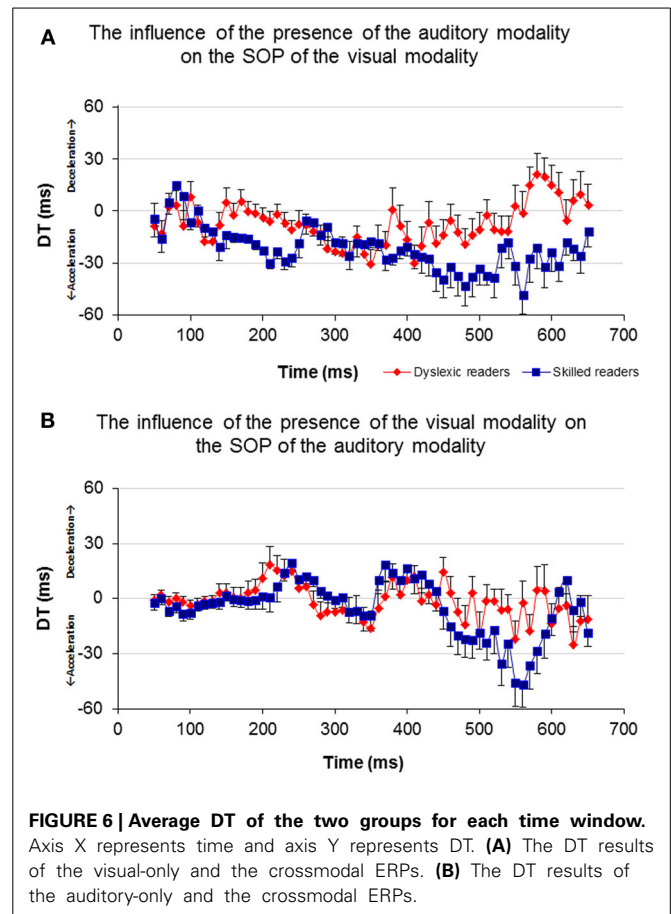 A
The influence of the presence of the auditory modality
on the SOP of the visual modality
60
30
0
-30
-60
DT (ms)
Deceleration→
←Acceleration
0 100 200 300 400 500 600 700
Time (ms)
Dyslexic readers Skilled readers
B
The influence of the presence of the visual modality on
the SOP of the auditory modality
60
30
0
-30
-60
DT (ms)
Deceleration→
←Acceleration
0 100 200 300 400 500 600 700
Time (ms)
FIGURE 6 | Average DT of the two groups for each time window.
Axis X represents time and axis Y represents DT. (A) The DT results
of the visual-only and the crossmodal ERPs. (B) The DT results of
the auditory-only and the crossmodal ERPs.